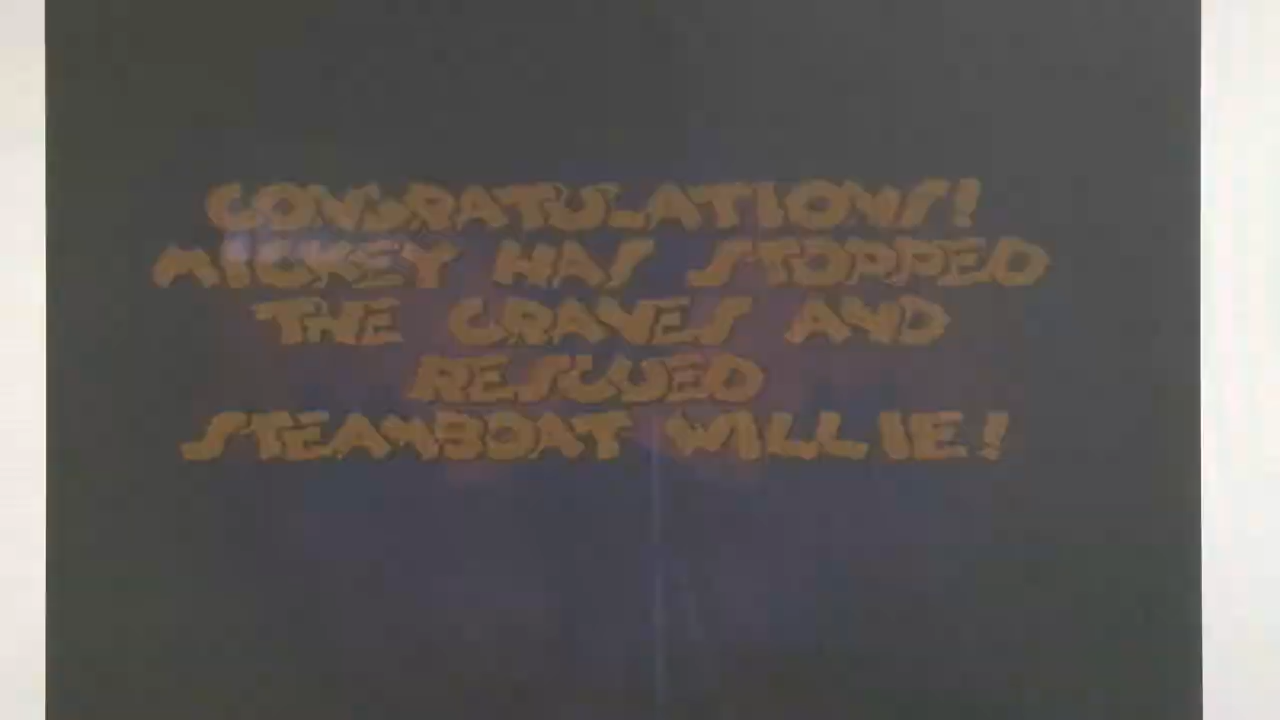 CONGRATULATIONS!
MICKEY HAS STOPPED
THE CRANES AND
RESCUED
STEAMBOAT WILLIE!